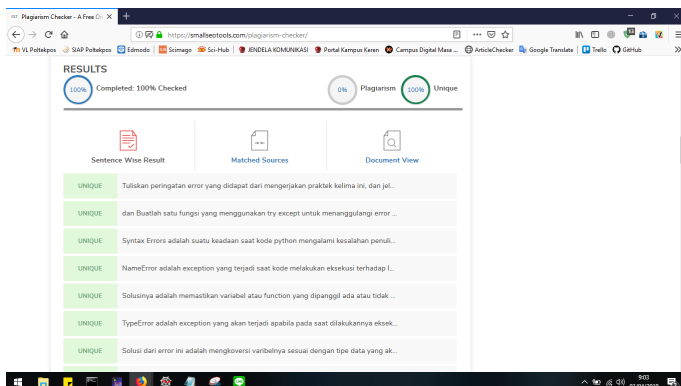 Plagiarism Checker - A Free On
https://smallseotools.com/plagiarism-checker/
VL Poltekpos SIAP Poltekpos Edmodo Scimago Sci-Hub JENDELA KOMUNIKASI Portal Kampus Keren Campus Digital Masa ... ArticleChecker Google Translate Trello GitHub
RESULTS
100% Completed: 100% Checked 0% Plagiarism 100% Unique
Sentence Wise Result Matched Sources Document View
UNIQUE Tuliskan peringatan error yang didapat dari mengerjakan praktek kelima ini, dan jel...
UNIQUE dan Buatlah satu fungsi yang menggunakan try except untuk menanggulangi error ...
UNIQUE Syntax Errors adalah suatu keadaan saat kode python mengalami kesalahan penuli...
UNIQUE NameError adalah exception yang terjadi saat kode melakukan eksekusi terhadap l...
UNIQUE Solusinya adalah memastikan variabel atau function yang dipanggil ada atau tidak ...
UNIQUE TypeError adalah exception yang akan terjadi apabila pada saat dilakukannya eksek...
UNIQUE Solusi dari error ini adalah mengkoversi varibelnya sesuai dengan tipe data yang ak...
9:03